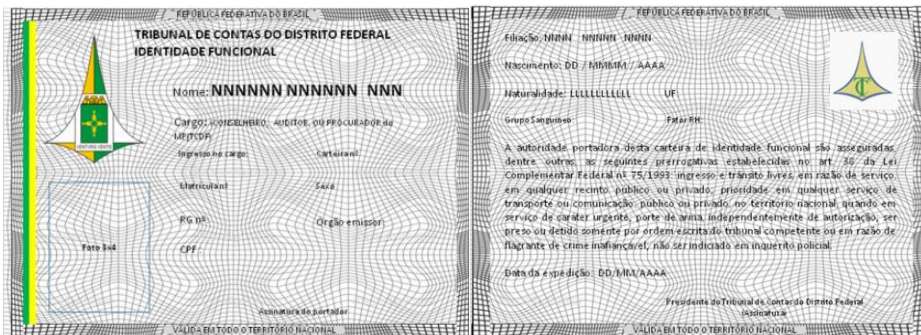 REPÚBLICA FEDERATIVA DO BRASIL
TRIBUNAL DE CONTAS DO DISTRITO FEDERAL
IDENTIDADE FUNCIONAL
Nome: NNNNNN NNNNNN NNN
Cargo: (CONSELHEIRO, AUDITOR, OU PROCURADOR do
MPJTCDF)
Ingresso no cargo: Carteira nº
Matrícula nº Sexo
RG nº Órgão emissor:
CPF
Foto 3x4
Assinatura do portador
VÁLIDA EM TODO O TERRITÓRIO NACIONAL
VENTURIS VENTIS
REPÚBLICA FEDERATIVA DO BRASIL
Filiação: NNNN NNNNN NNNN
Nascimento: DD / MMMM / AAAA
Naturalidade: LLLLLLLLLLLL UF:
Grupo Sanguíneo: Fator RH:
A autoridade portadora desta carteira de identidade funcional são asseguradas,
dentre outras, as seguintes prerrogativas estabelecidas no art. 38 da Lei
Complementar Federal nº 75/1993: ingresso e trânsito livres, em razão de serviço,
em qualquer recinto público ou privado; prioridade em qualquer serviço de
transporte ou comunicação, público ou privado, no território nacional, quando em
serviço de caráter urgente; porte de arma, independentemente de autorização; ser
preso ou detido somente por ordem escrita do tribunal competente ou em razão de
flagrante de crime inafiançável; não ser indiciado em inquérito policial.
Data da expedição: DD/MM/AAAA
Presidente do Tribunal de Contas do Distrito Federal
(Assinatura)
VÁLIDA EM TODO O TERRITÓRIO NACIONAL